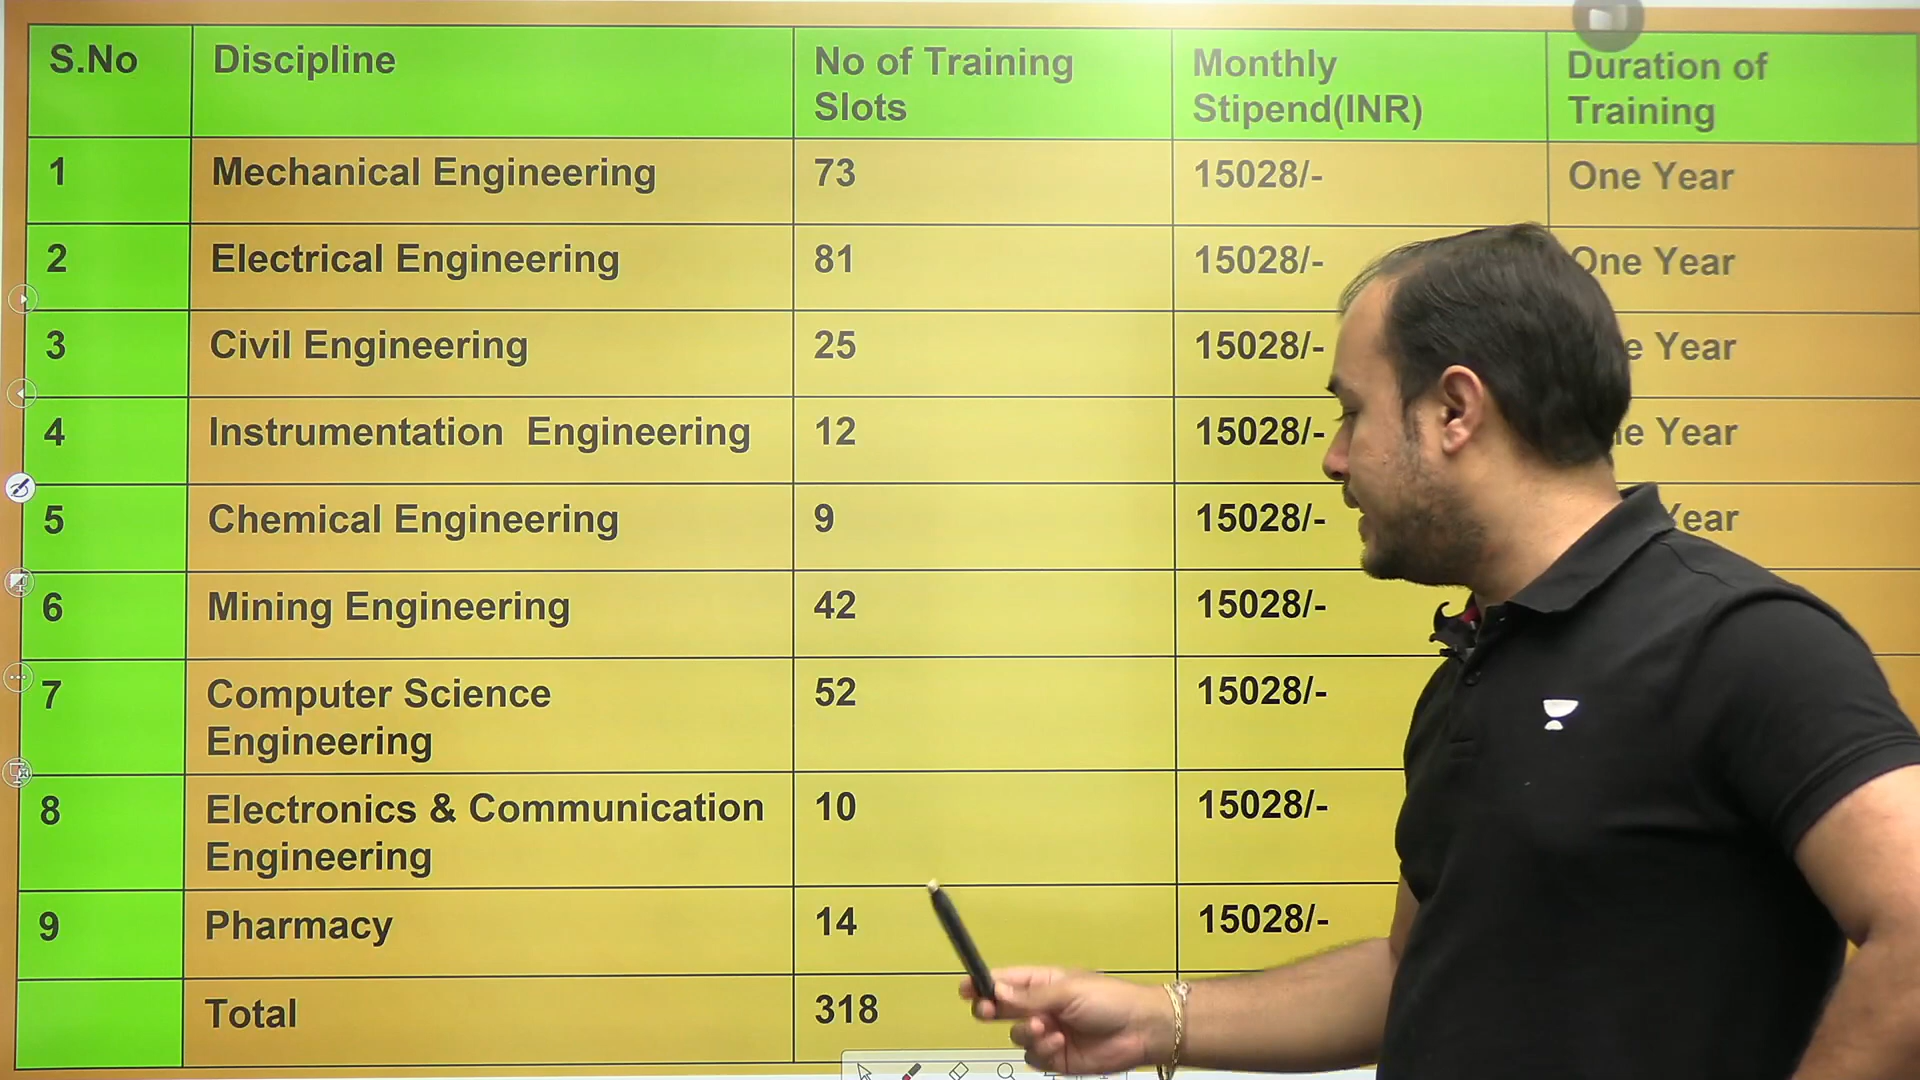 S.No Discipline No of Training Slots Monthly Stipend(INR) Duration of Training
1 Mechanical Engineering 73 15028/- One Year
2 Electrical Engineering 81 15028/- One Year
3 Civil Engineering 25 15028/- Year
4 Instrumentation Engineering 12 15028/- Year
5 Chemical Engineering 9 15028/- Year
6 Mining Engineering 42 15028/-
7 Computer Science Engineering 52 15028/-
8 Electronics & Communication Engineering 10 15028/-
9 Pharmacy 14 15028/-
Total 318